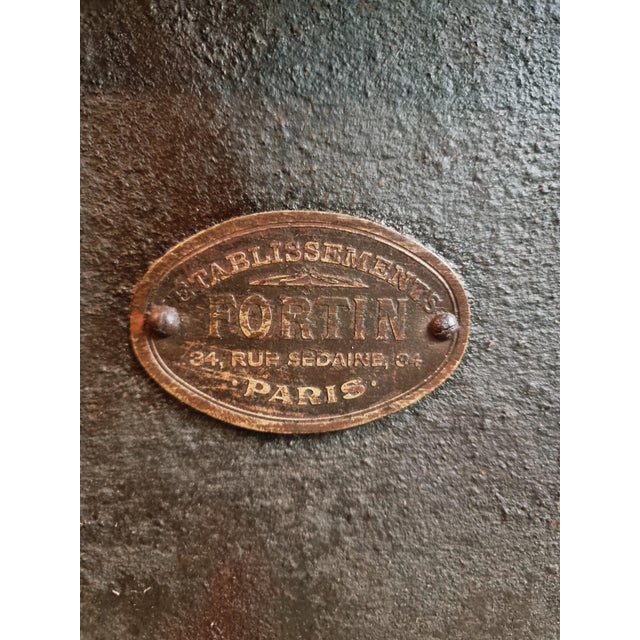 ETABLISSEMENTS
FORTIN
34, RUE SEDAINE, 34
· PARIS ·